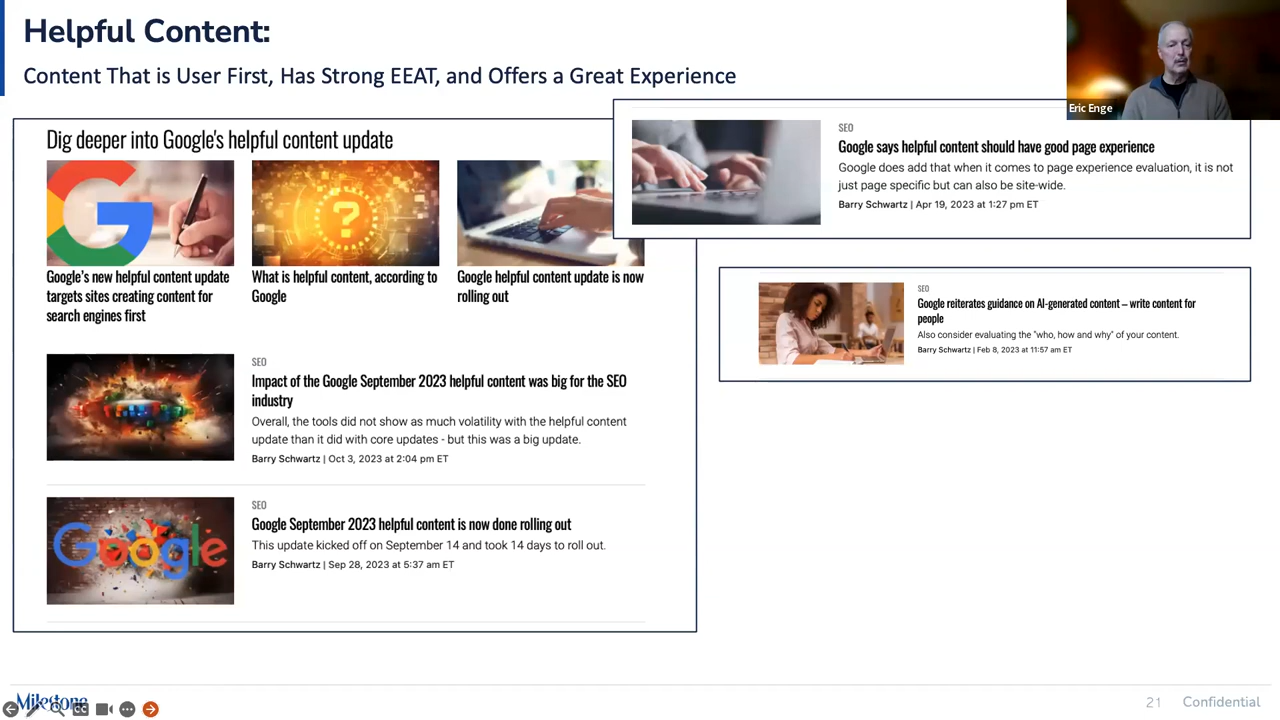 Helpful Content:
Content That is User First, Has Strong EEAT, and Offers a Great Experience
Eric Enge
Dig deeper into Google's helpful content update
Google's new helpful content update
targets sites creating content for
search engines first
What is helpful content, according to
Google
Google helpful content update is now
rolling out
SEO
Impact of the Google September 2023 helpful content was big for the SEO
industry
Overall, the tools did not show as much volatility with the helpful content
update than it did with core updates - but this was a big update.
Barry Schwartz | Oct 3, 2023 at 2:04 pm ET
Google
SEO
Google September 2023 helpful content is now done rolling out
This update kicked off on September 14 and took 14 days to roll out.
Barry Schwartz | Sep 28, 2023 at 5:37 am ET
SEO
Google says helpful content should have good page experience
Google does add that when it comes to page experience evaluation, it is not
just page specific but can also be site-wide.
Barry Schwartz | Apr 19, 2023 at 1:27 pm ET
SEO
Google reiterates guidance on AI-generated content – write content for
people
Also consider evaluating the "who, how and why" of your content.
Barry Schwartz | Feb 8, 2023 at 11:57 am ET
Milestone
CC
21 Confidential